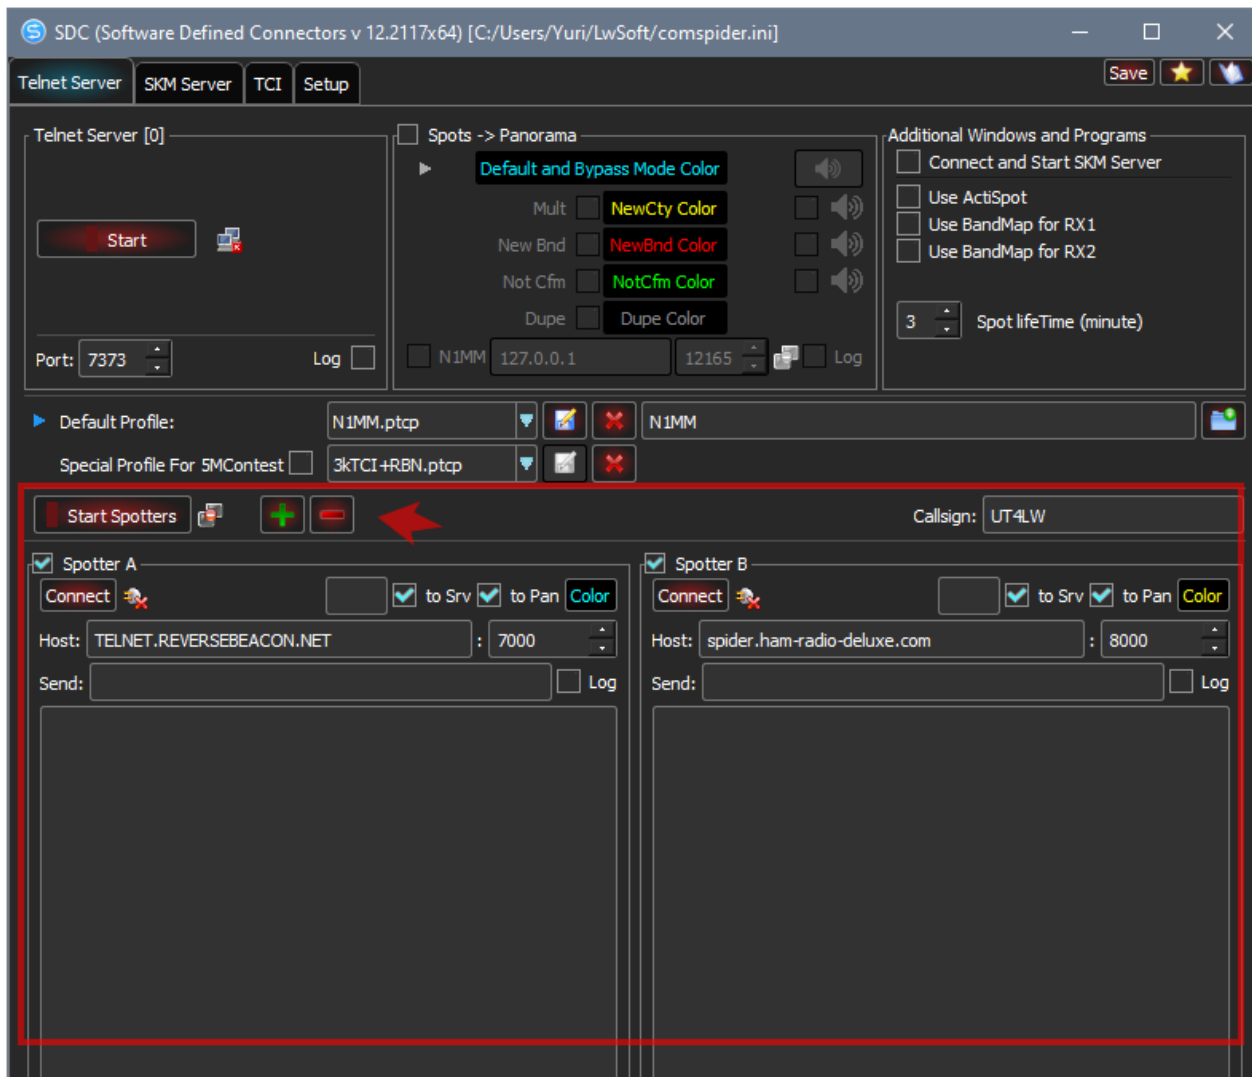 SDC (Software Defined Connectors v 12.2117x64) [C:/Users/Yuri/LwSoft/comspider.ini]
Telnet Server SKM Server TCI Setup Save
Telnet Server [0] Spots -> Panorama Additional Windows and Programs
Default and Bypass Mode Color Connect and Start SKM Server
Mult NewCty Color Use ActiSpot
Start New Bnd NewBnd Color Use BandMap for RX1
Use BandMap for RX2
Not Cfm NotCfm Color
Dupe Dupe Color 3 Spot lifeTime (minute)
Port: 7373 Log N1MM 127.0.0.1 12165 Log
Default Profile: N1MM.ptcp N1MM
Special Profile For 5MContest 3kTCI+RBN.ptcp
Start Spotters Callsign: UT4LW
Spotter A Spotter B
Connect to Srv to Pan Color Connect to Srv to Pan Color
Host: TELNET.REVERSEBEACON.NET : 7000 Host: spider.ham-radio-deluxe.com : 8000
Send: Log Send: Log